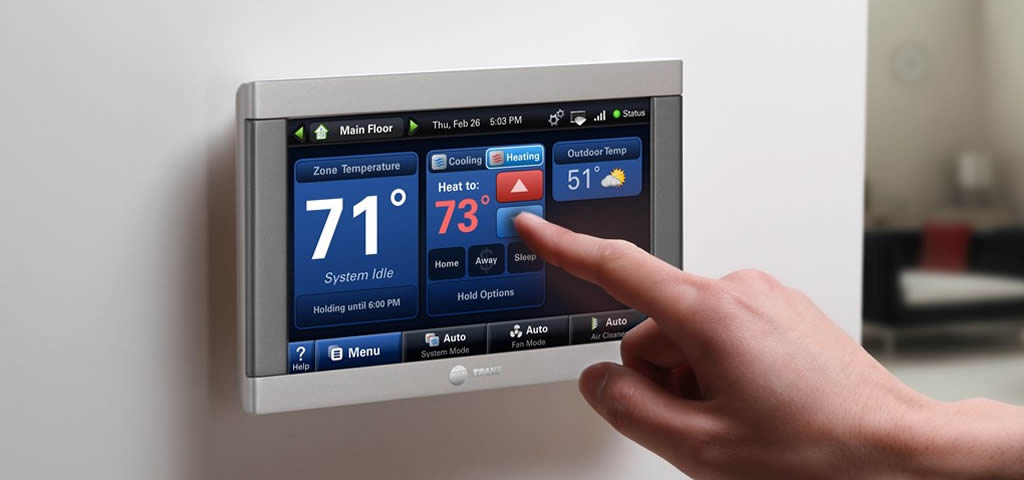 Main Floor Thu, Feb 26 5:03 PM Status
Zone Temperature
71°
System Idle
Holding until 6:00 PM
Cooling Heating
Heat to:
73°
Home Away Sleep
Hold Options
Outdoor Temp
51°
? Help
Menu
Auto
System Mode
Auto
Fan Mode
Auto
Air Cleaner
TRANE